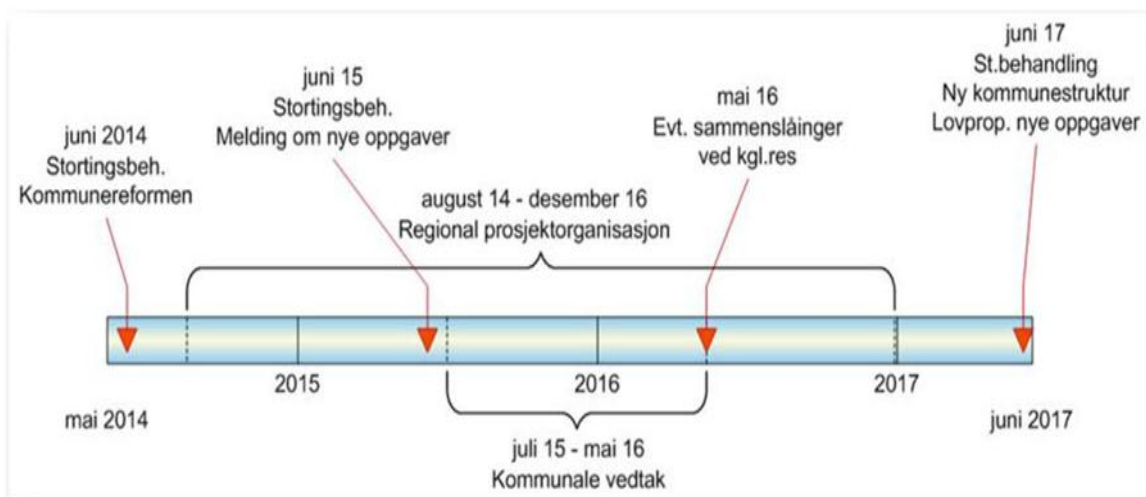 juni 2014
Stortingsbeh.
Kommunereformen
juni 15
Stortingsbeh.
Melding om nye oppgaver
august 14 - desember 16
Regional prosjektorganisasjon
mai 16
Evt. sammenslåinger
ved kgl.res
juni 17
St.behandling
Ny kommunestruktur
Lovprop. nye oppgaver
2015
2016
2017
mai 2014
juni 2017
juli 15 - mai 16
Kommunale vedtak